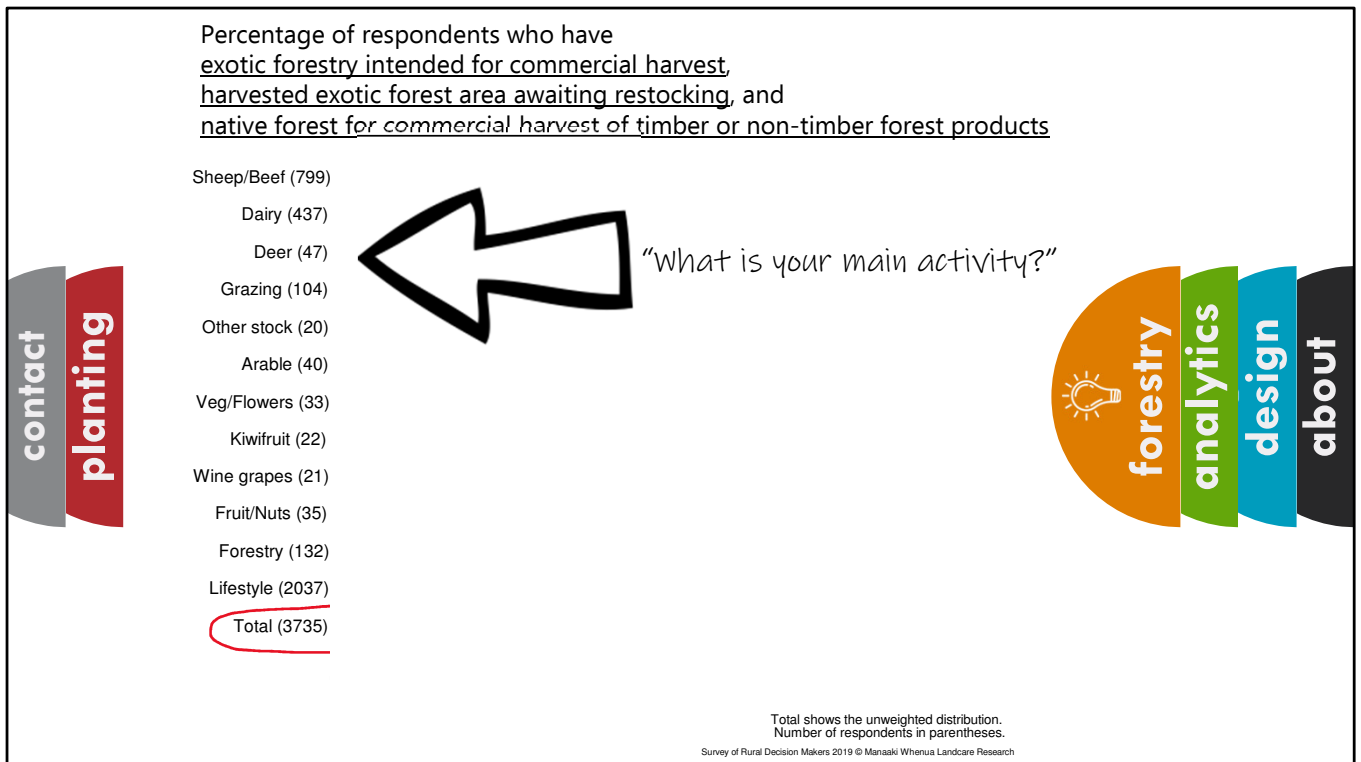 Percentage of respondents who have
exotic forestry intended for commercial harvest,
harvested exotic forest area awaiting restocking, and
native forest for commercial harvest of timber or non-timber forest products
Sheep/Beef (799)
Dairy (437)
Deer (47)
Grazing (104)
Other stock (20)
Arable (40)
Veg/Flowers (33)
Kiwifruit (22)
Wine grapes (21)
Fruit/Nuts (35)
Forestry (132)
Lifestyle (2037)
Total (3735)
"What is your main activity?"
contact
planting
forestry
analytics
design
about
Total shows the unweighted distribution.
Number of respondents in parentheses.
Survey of Rural Decision Makers 2019 © Manaaki Whenua Landcare Research